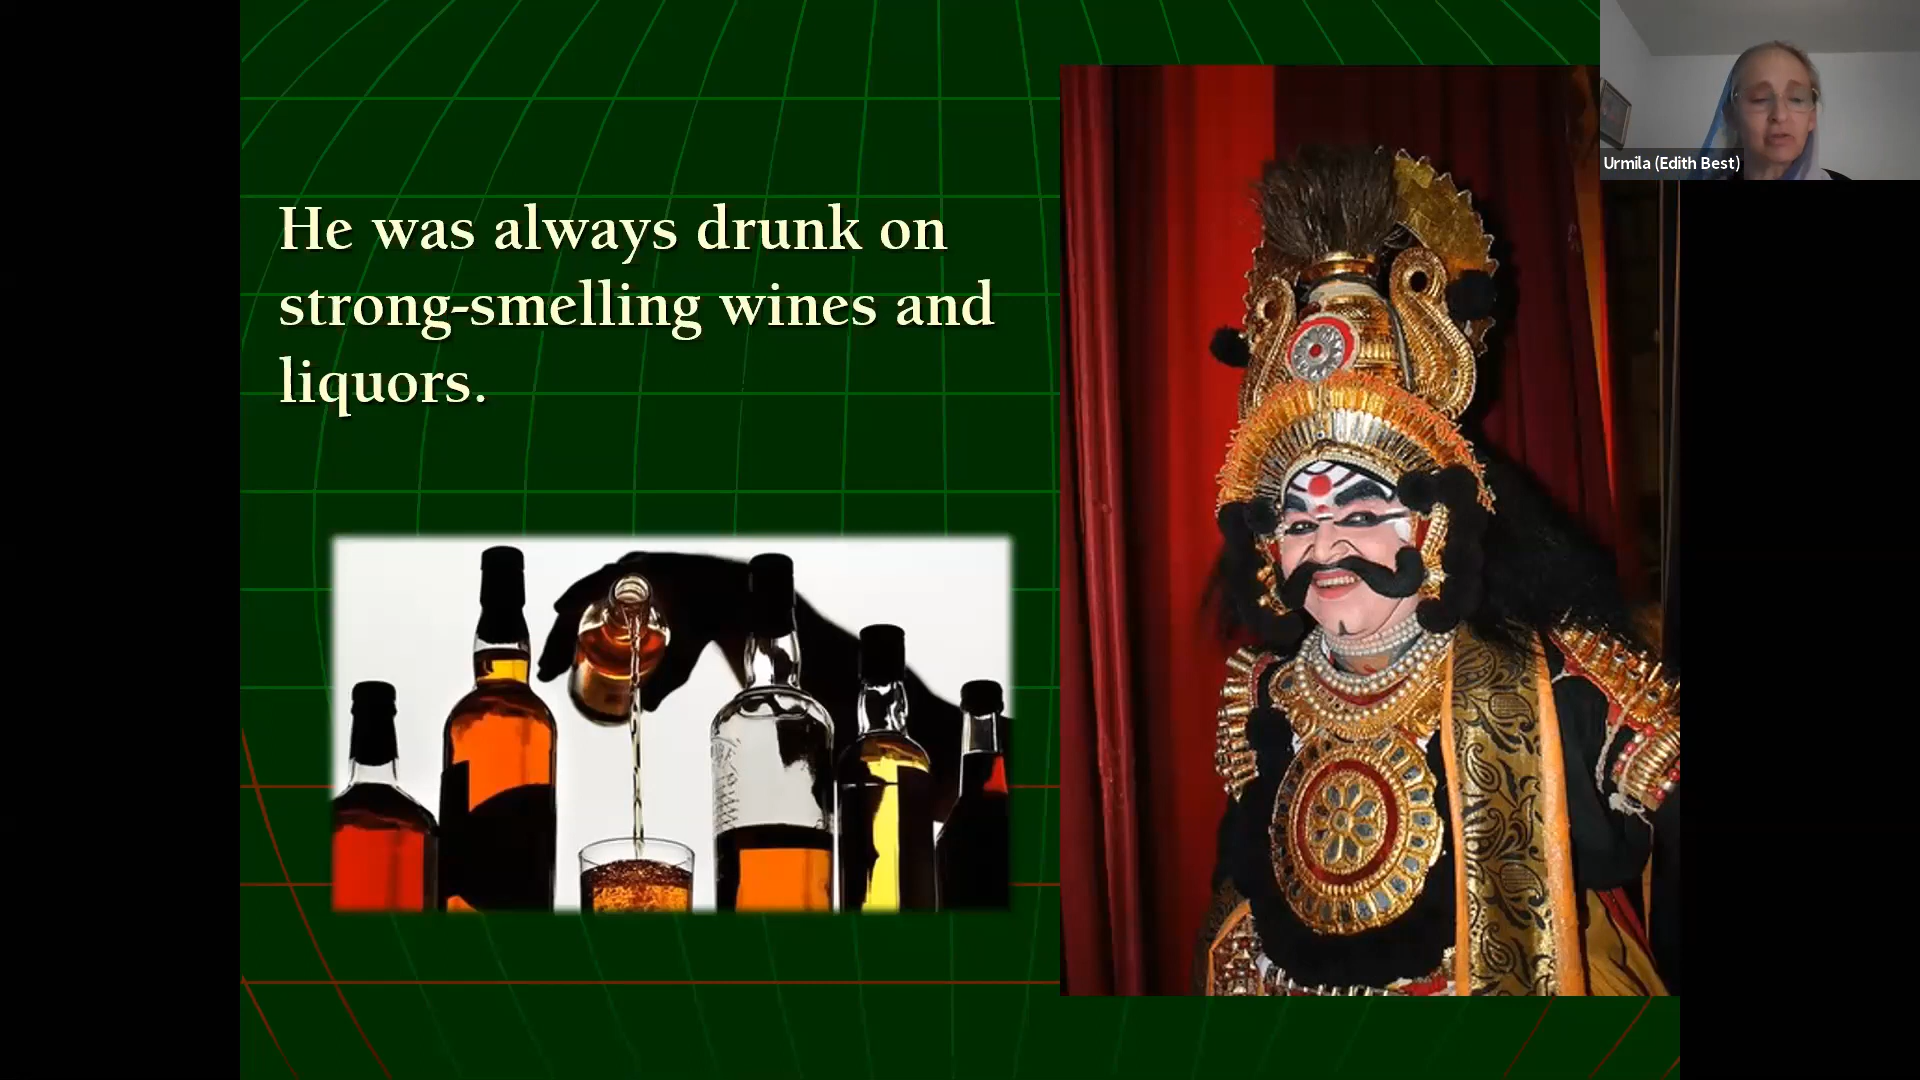 He was always drunk on
strong-smelling wines and
liquors.
Urmila (Edith Best)